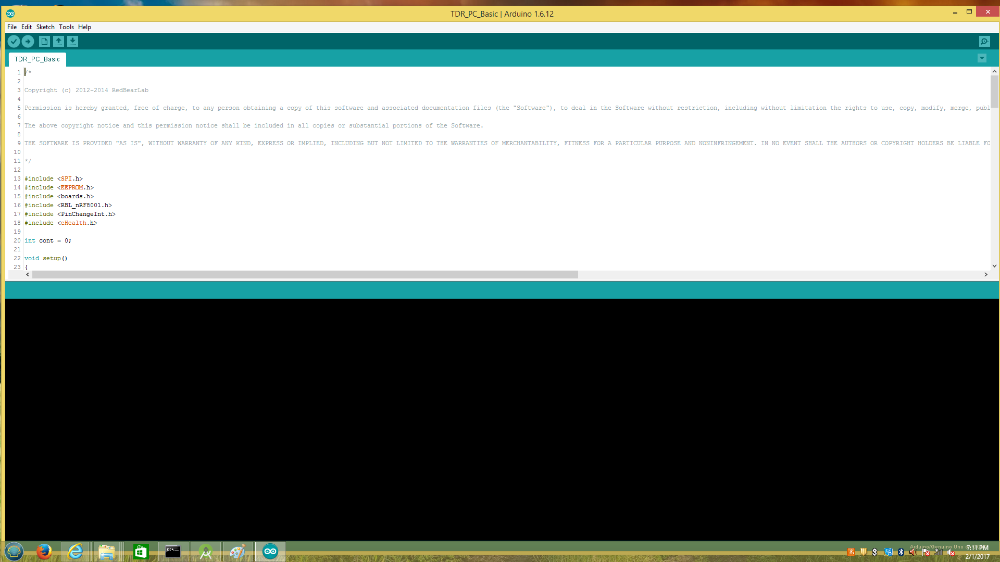 TDR_PC_Basic | Arduino 1.6.12
File Edit Sketch Tools Help
TDR_PC_Basic
1 /*
2
3 Copyright (c) 2012-2014 RedBearLab
4
5 Permission is hereby granted, free of charge, to any person obtaining a copy of this software and associated documentation files (the "Software"), to deal in the Software without restriction, including without limitation the rights to use, copy, modify, merge, publ
6
7 The above copyright notice and this permission notice shall be included in all copies or substantial portions of the Software.
8
9 THE SOFTWARE IS PROVIDED "AS IS", WITHOUT WARRANTY OF ANY KIND, EXPRESS OR IMPLIED, INCLUDING BUT NOT LIMITED TO THE WARRANTIES OF MERCHANTABILITY, FITNESS FOR A PARTICULAR PURPOSE AND NONINFRINGEMENT. IN NO EVENT SHALL THE AUTHORS OR COPYRIGHT HOLDERS BE LIABLE FO
10
11 */
12
13 #include <SPI.h>
14 #include <EEPROM.h>
15 #include <boards.h>
16 #include <RBL_nRF8001.h>
17 #include <PinChangeInt.h>
18 #include <eHealth.h>
19
20 int cont = 0;
21
22 void setup()
23 {
C:\_
Arduino/Genuino Uno
7:11 PM
2/1/2017